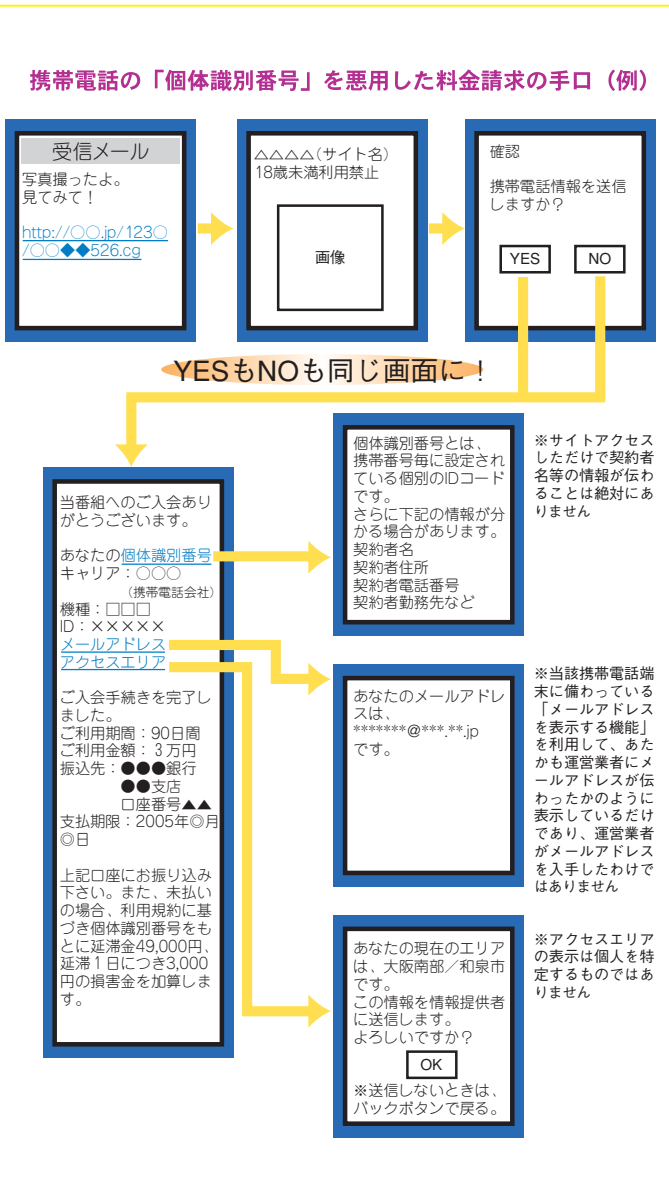 携帯電話の「個体識別番号」を悪用した料金請求の手口（例）
受信メール
写真撮ったよ。
見てみて！
http://○○.jp/123○
/○○◆◆526.cg
△△△△(サイト名)
18歳未満利用禁止
画像
確認
携帯電話情報を送信
しますか？
YES
NO
YESもNOも同じ画面に！
当番組へのご入会あり
がとうございます。
あなたの個体識別番号
キャリア：○○○
（携帯電話会社）
機種：□□□
ID：×××××
メールアドレス
アクセスエリア
ご入会手続きを完了し
ました。
ご利用期間：90日間
ご利用金額：３万円
振込先：●●●銀行
●●支店
口座番号▲▲
支払期限：2005年◎月
◎日
上記口座にお振り込み
下さい。また、未払い
の場合、利用規約に基
づき個体識別番号をも
とに延滞金49,000円、
延滞１日につき3,000
円の損害金を加算しま
す。
個体識別番号とは、
携帯番号毎に設定され
ている個別のIDコード
です。
さらに下記の情報が分
かる場合があります。
契約者名
契約者住所
契約者電話番号
契約者勤務先など
※サイトアクセス
しただけで契約者
名等の情報が伝わ
ることは絶対にあ
りません
あなたのメールアドレ
スは、
*******@***.**.jp
です。
※当該携帯電話端
末に備わっている
「メールアドレス
を表示する機能」
を利用して、あた
かも運営業者にメ
ールアドレスが伝
わったかのように
表示しているだけ
であり、運営業者
がメールアドレス
を入手したわけで
はありません
あなたの現在のエリア
は、大阪南部／和泉市
です。
この情報を情報提供者
に送信します。
よろしいですか？
OK
※送信しないときは、
バックボタンで戻る。
※アクセスエリア
の表示は個人を特
定するものではあ
りません